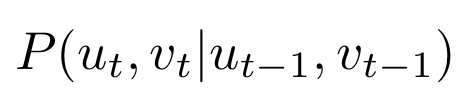 P(u_t, v_t|u_{t-1}, v_{t-1})